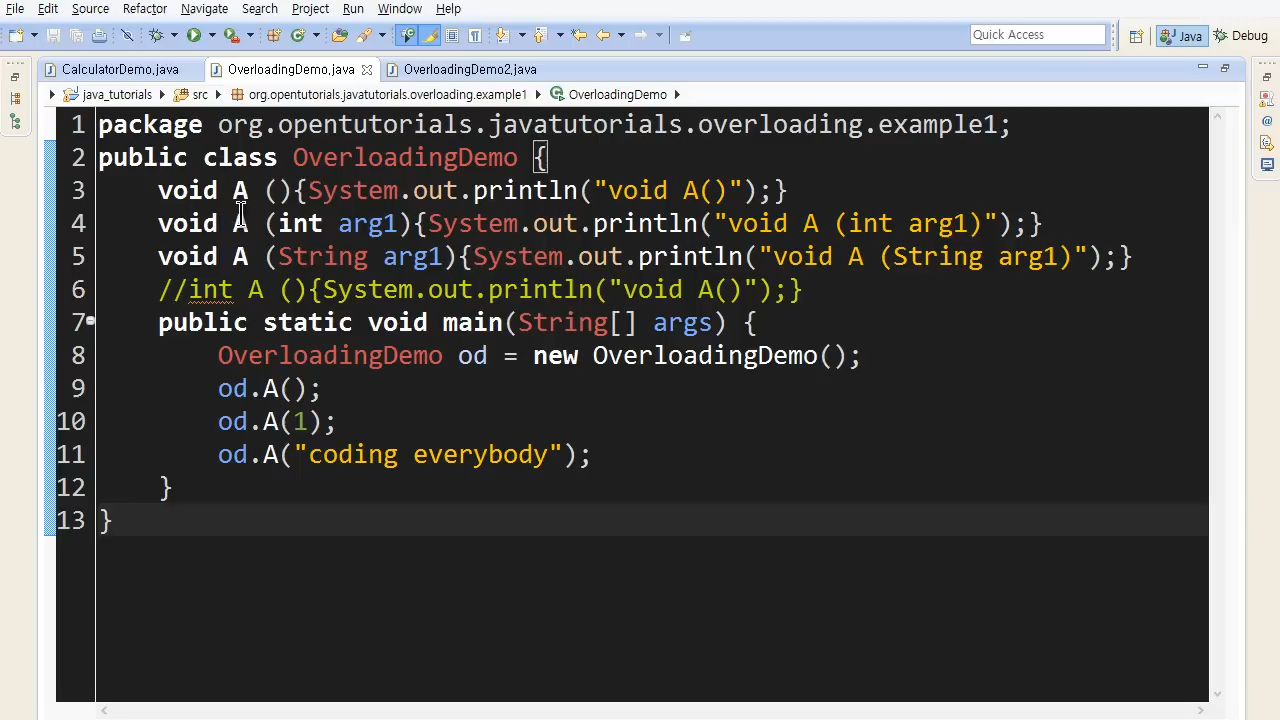 File Edit Source Refactor Navigate Search Project Run Window Help
Quick Access Java Debug
CalculatorDemo.java OverloadingDemo.java OverloadingDemo2.java
java_tutorials src org.opentutorials.javatutorials.overloading.example1 OverloadingDemo
1 package org.opentutorials.javatutorials.overloading.example1;
2 public class OverloadingDemo {
3 void A (){System.out.println("void A()");}
4 void A (int arg1){System.out.println("void A (int arg1)");}
5 void A (String arg1){System.out.println("void A (String arg1)");}
6 //int A (){System.out.println("void A()");}
7 public static void main(String[] args) {
8 OverloadingDemo od = new OverloadingDemo();
9 od.A();
10 od.A(1);
11 od.A("coding everybody");
12 }
13 }